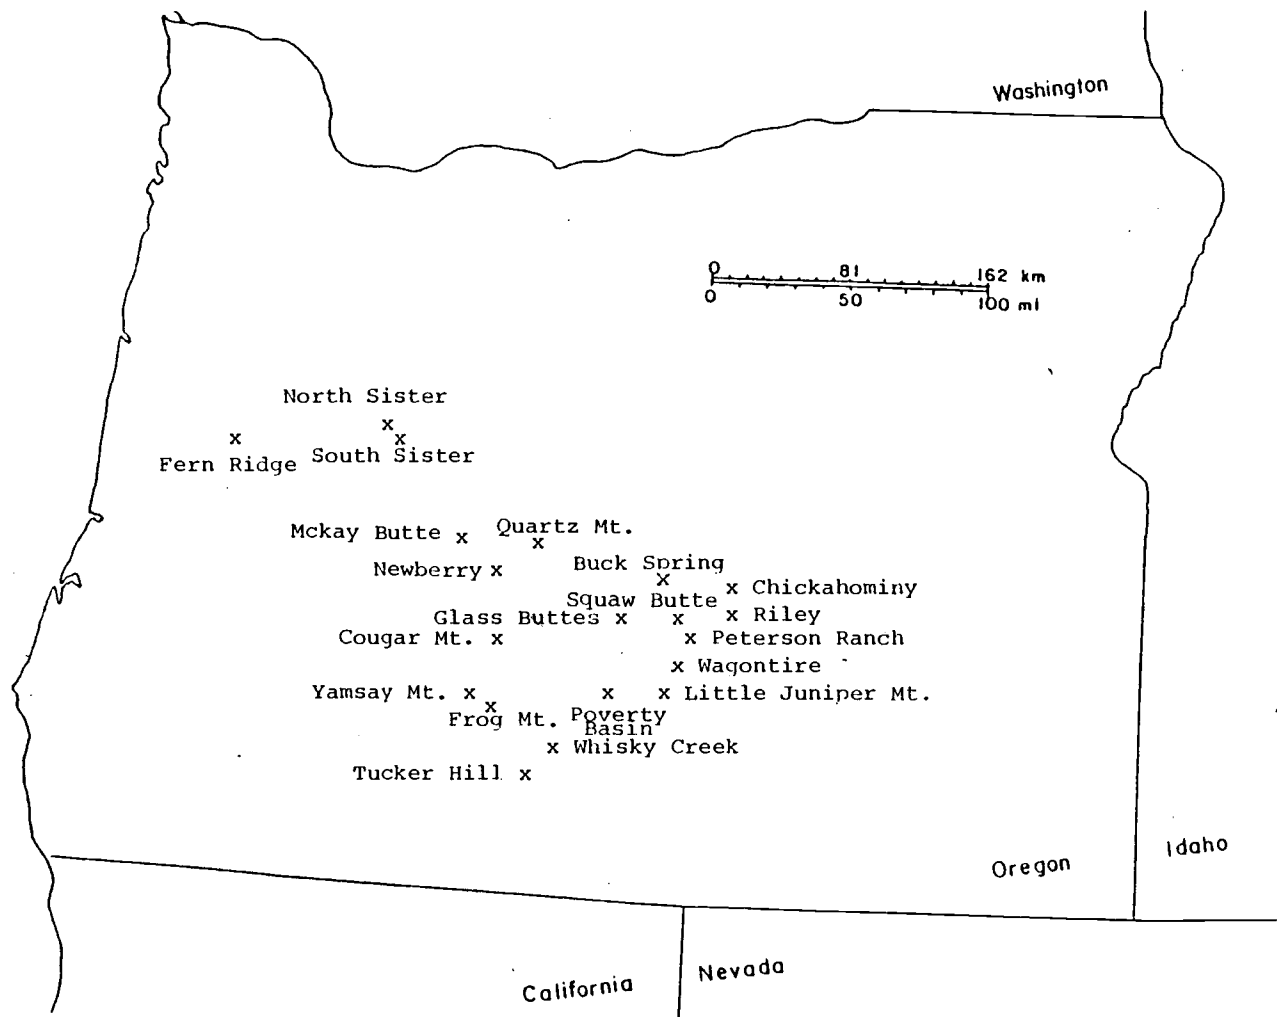 Washington
0 81 162 km
0 50 100 mi
North Sister
x
x x
Fern Ridge South Sister
Mckay Butte x Quartz Mt.
x
Newberry x Buck Spring
x
x Chickahominy
Squaw Butte
Glass Buttes x x x Riley
Cougar Mt. x x Peterson Ranch
x Wagontire
Yamsay Mt. x x x Little Juniper Mt.
x
Frog Mt. Poverty
Basin
x Whisky Creek
Tucker Hill x
Oregon
Idaho
California
Nevada